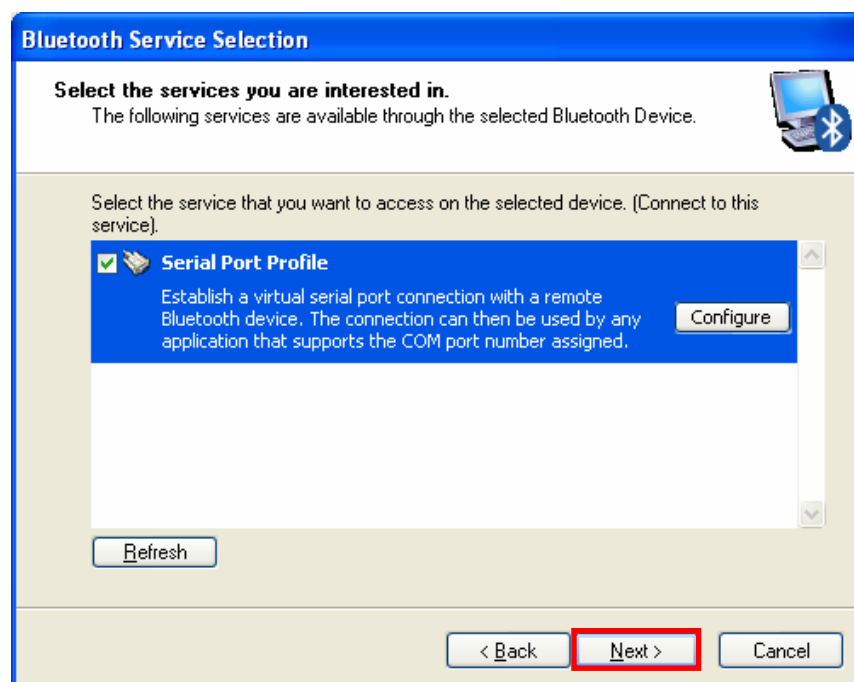 Bluetooth Service Selection
Select the services you are interested in.
The following services are available through the selected Bluetooth Device.
Select the service that you want to access on the selected device. (Connect to this
service).
Serial Port Profile
Establish a virtual serial port connection with a remote
Bluetooth device. The connection can then be used by any
application that supports the COM port number assigned.
Configure
Refresh
< Back
Next >
Cancel